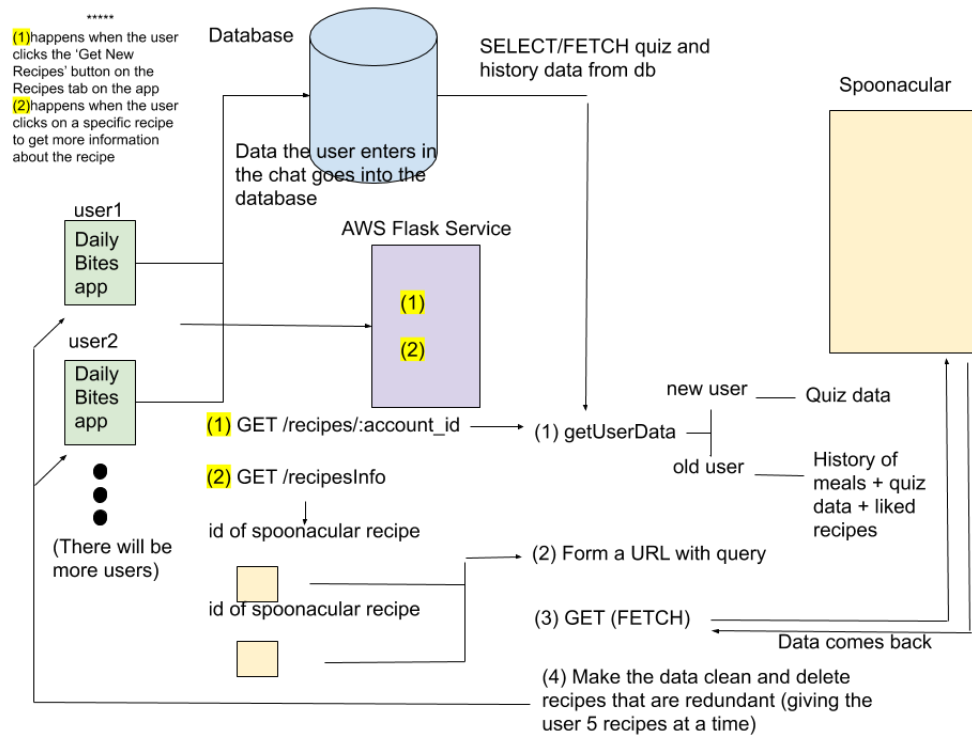 *****
(1)happens when the user
clicks the 'Get New
Recipes' button on the
Recipes tab on the app
(2)happens when the user
clicks on a specific recipe
to get more information
about the recipe
Database
SELECT/FETCH quiz and
history data from db
Spoonacular
Data the user enters in
the chat goes into the
database
user1
Daily
Bites
app
AWS Flask Service
(1)
(2)
user2
Daily
Bites
app
(There will be
more users)
(1) GET /recipes/:account_id
(1) getUserData
new user
Quiz data
old user
History of
meals + quiz
data + liked
recipes
(2) GET /recipesInfo
id of spoonacular recipe
id of spoonacular recipe
(2) Form a URL with query
(3) GET (FETCH)
Data comes back
(4) Make the data clean and delete
recipes that are redundant (giving the
user 5 recipes at a time)